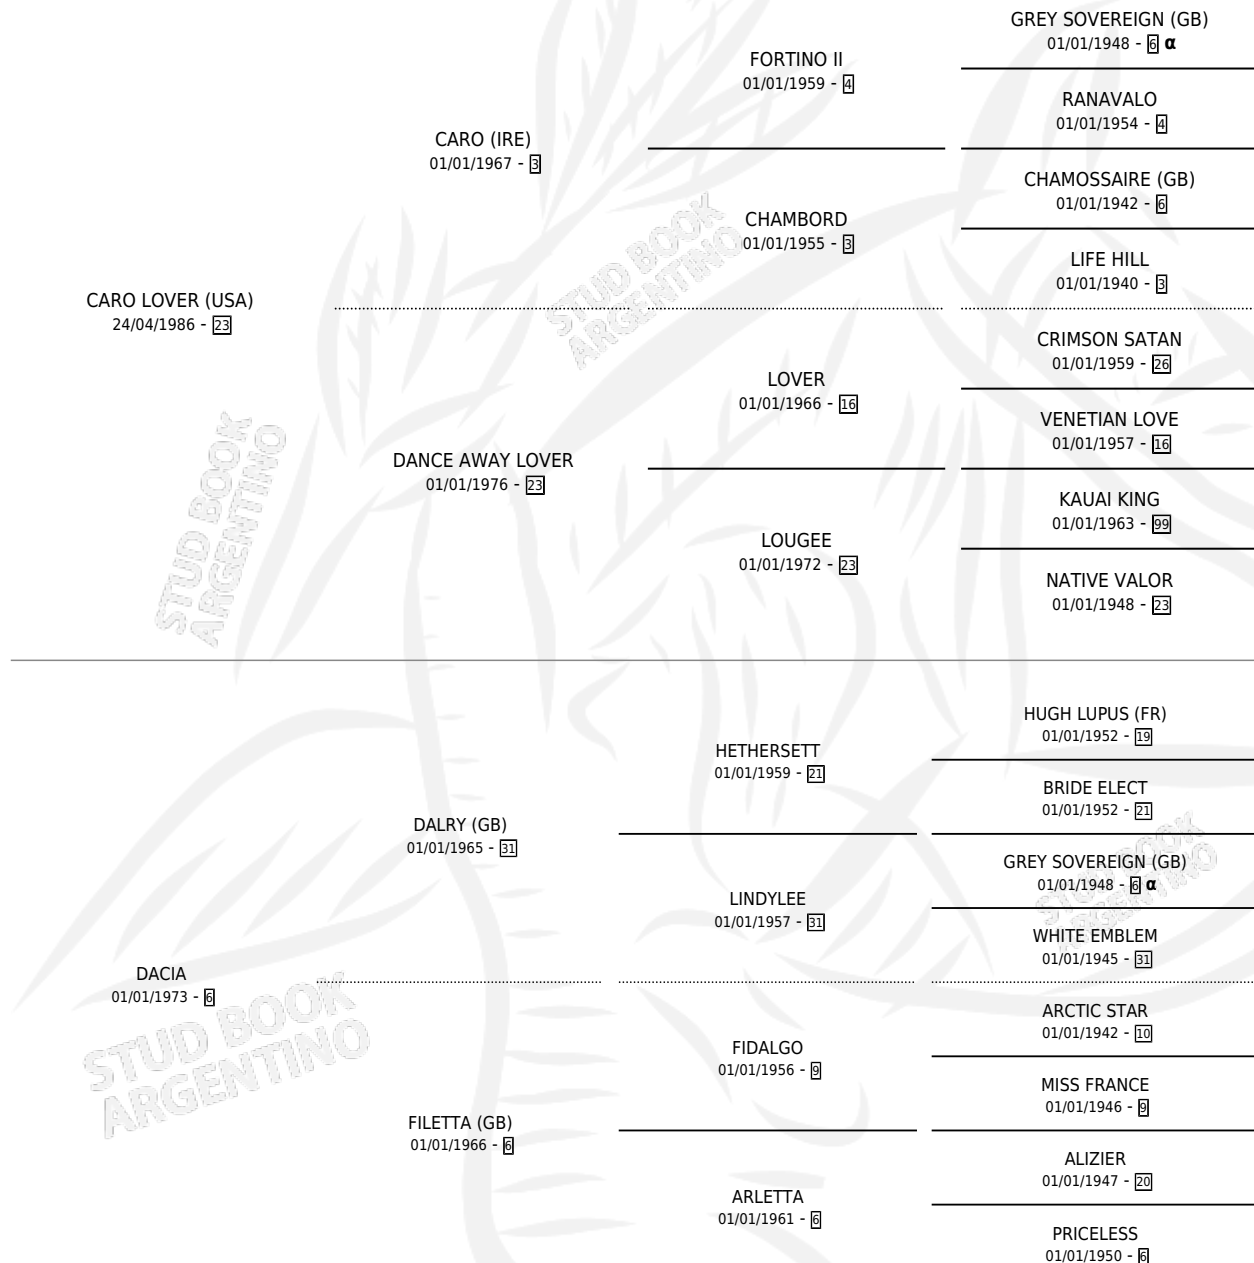 GREY SOVEREIGN (GB)
01/01/1948 - 6 α
FORTINO II
01/01/1959 - 4
RANAVALO
01/01/1954 - 4
CARO (IRE)
01/01/1967 - 3
CHAMOSSAIRE (GB)
01/01/1942 - 6
CHAMBORD
01/01/1955 - 3
LIFE HILL
01/01/1940 - 3
CARO LOVER (USA)
24/04/1986 - 23
CRIMSON SATAN
01/01/1959 - 26
LOVER
01/01/1966 - 16
VENETIAN LOVE
01/01/1957 - 16
DANCE AWAY LOVER
01/01/1976 - 23
KAUAI KING
01/01/1963 - 99
LOUGEE
01/01/1972 - 23
NATIVE VALOR
01/01/1948 - 23
HUGH LUPUS (FR)
01/01/1952 - 19
HETHERSETT
01/01/1959 - 21
BRIDE ELECT
01/01/1952 - 21
DALRY (GB)
01/01/1965 - 31
GREY SOVEREIGN (GB)
01/01/1948 - 6 α
LINDYLEE
01/01/1957 - 31
WHITE EMBLEM
01/01/1945 - 31
DACIA
01/01/1973 - 6
ARCTIC STAR
01/01/1942 - 10
FIDALGO
01/01/1956 - 9
MISS FRANCE
01/01/1946 - 9
FILETTA (GB)
01/01/1966 - 6
ALIZIER
01/01/1947 - 20
ARLETTA
01/01/1961 - 6
PRICELESS
01/01/1950 - 6
STUD BOOK
ARGENTINO
STUD BOOK
ARGENTINO
STUD BOOK
ARGENTINO
STUD BOOK
ARGENTINO